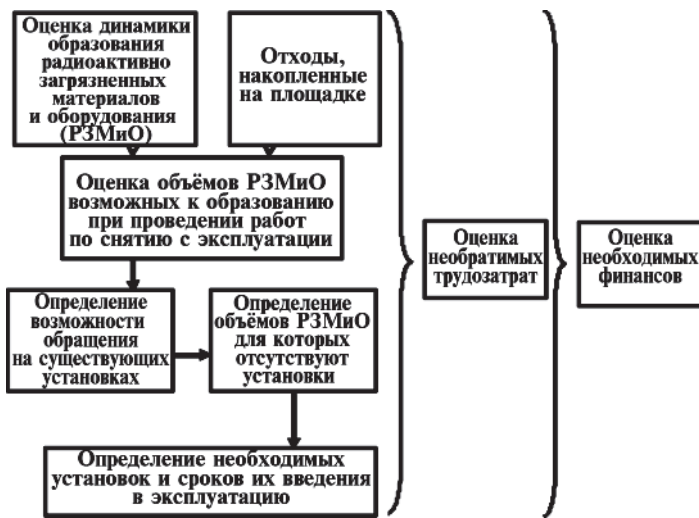 Оценка динамики
образования
радиоактивно
загрязненных
материалов
и оборудования
(РЗМиО)
Отходы,
накопленные
на площадке
Оценка объёмов РЗМиО
возможных к образованию
при проведении работ
по снятию с эксплуатации
Определение
возможности
обращения
на существующих
установках
Определение
объёмов РЗМиО
для которых
отсутствуют
установки
Определение необходимых
установок и сроков их введения
в эксплуатацию
Оценка
необратимых
трудозатрат
Оценка
необходимых
финансов